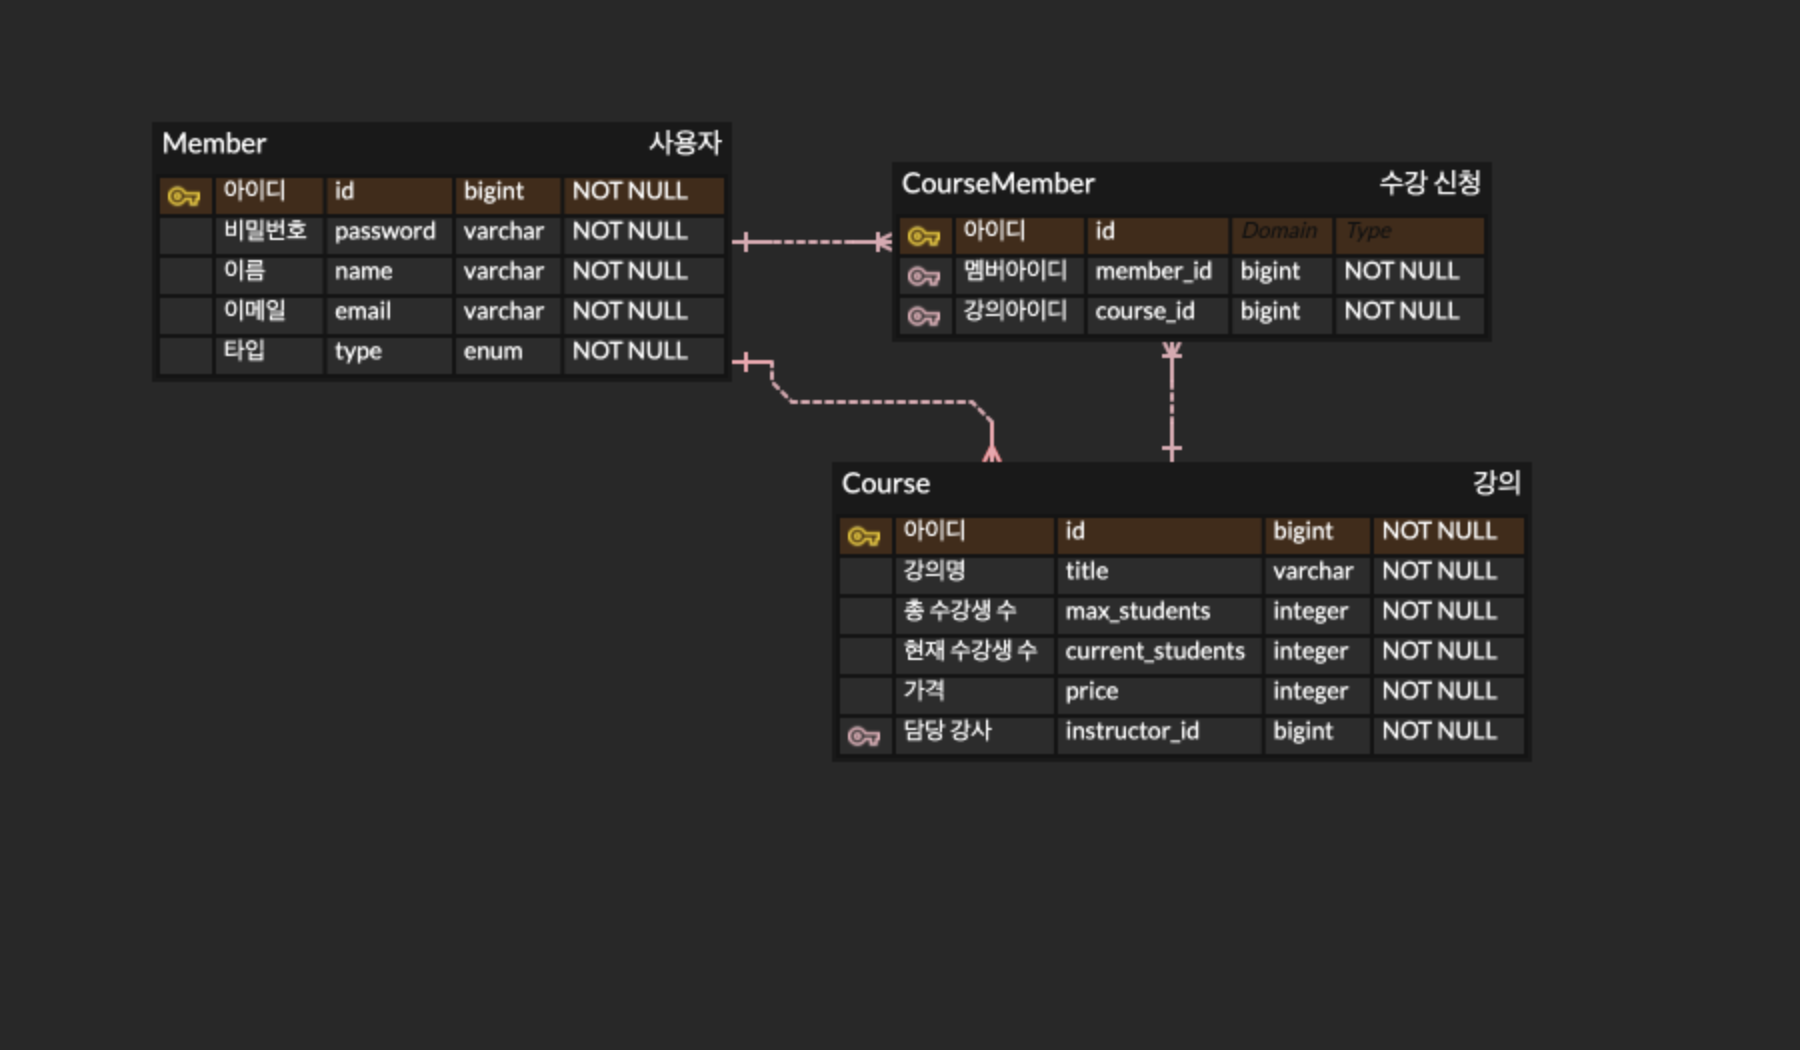 Member 사용자
아이디 id bigint NOT NULL
비밀번호 password varchar NOT NULL
이름 name varchar NOT NULL
이메일 email varchar NOT NULL
타입 type enum NOT NULL
CourseMember 수강 신청
아이디 id Domain Type
멤버아이디 member_id bigint NOT NULL
강의아이디 course_id bigint NOT NULL
Course 강의
아이디 id bigint NOT NULL
강의명 title varchar NOT NULL
총 수강생 수 max_students integer NOT NULL
현재 수강생 수 current_students integer NOT NULL
가격 price integer NOT NULL
담당 강사 instructor_id bigint NOT NULL